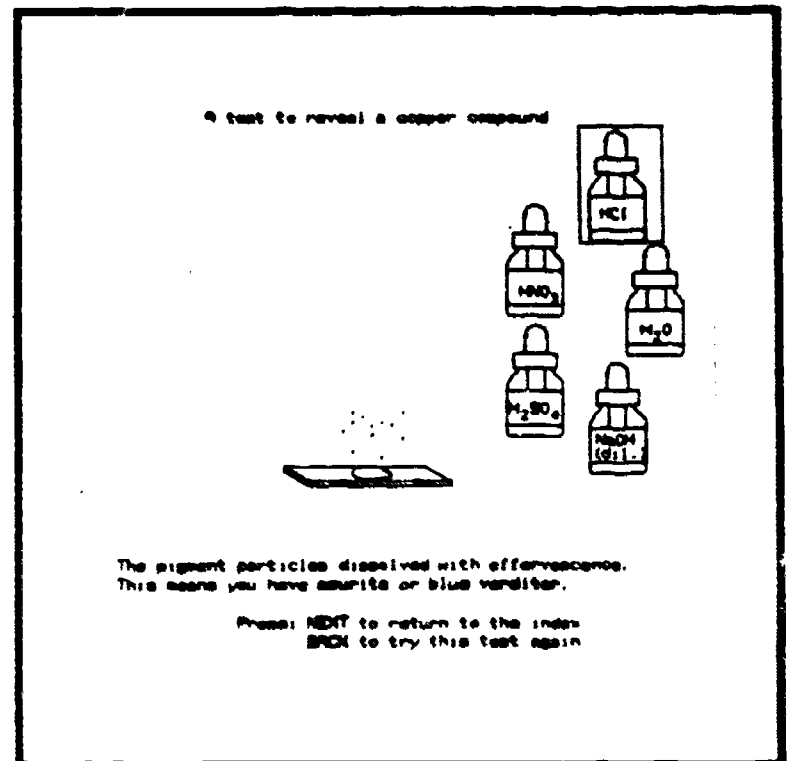 A test to reveal a copper compound
HCl
HNO3
H2O
H2SO4
NaOH
(dil.)
The pigment particles dissolved with effervescence.
This means you have azurite or blue verditer.
Press: NEXT to return to the index
BACK to try this test again